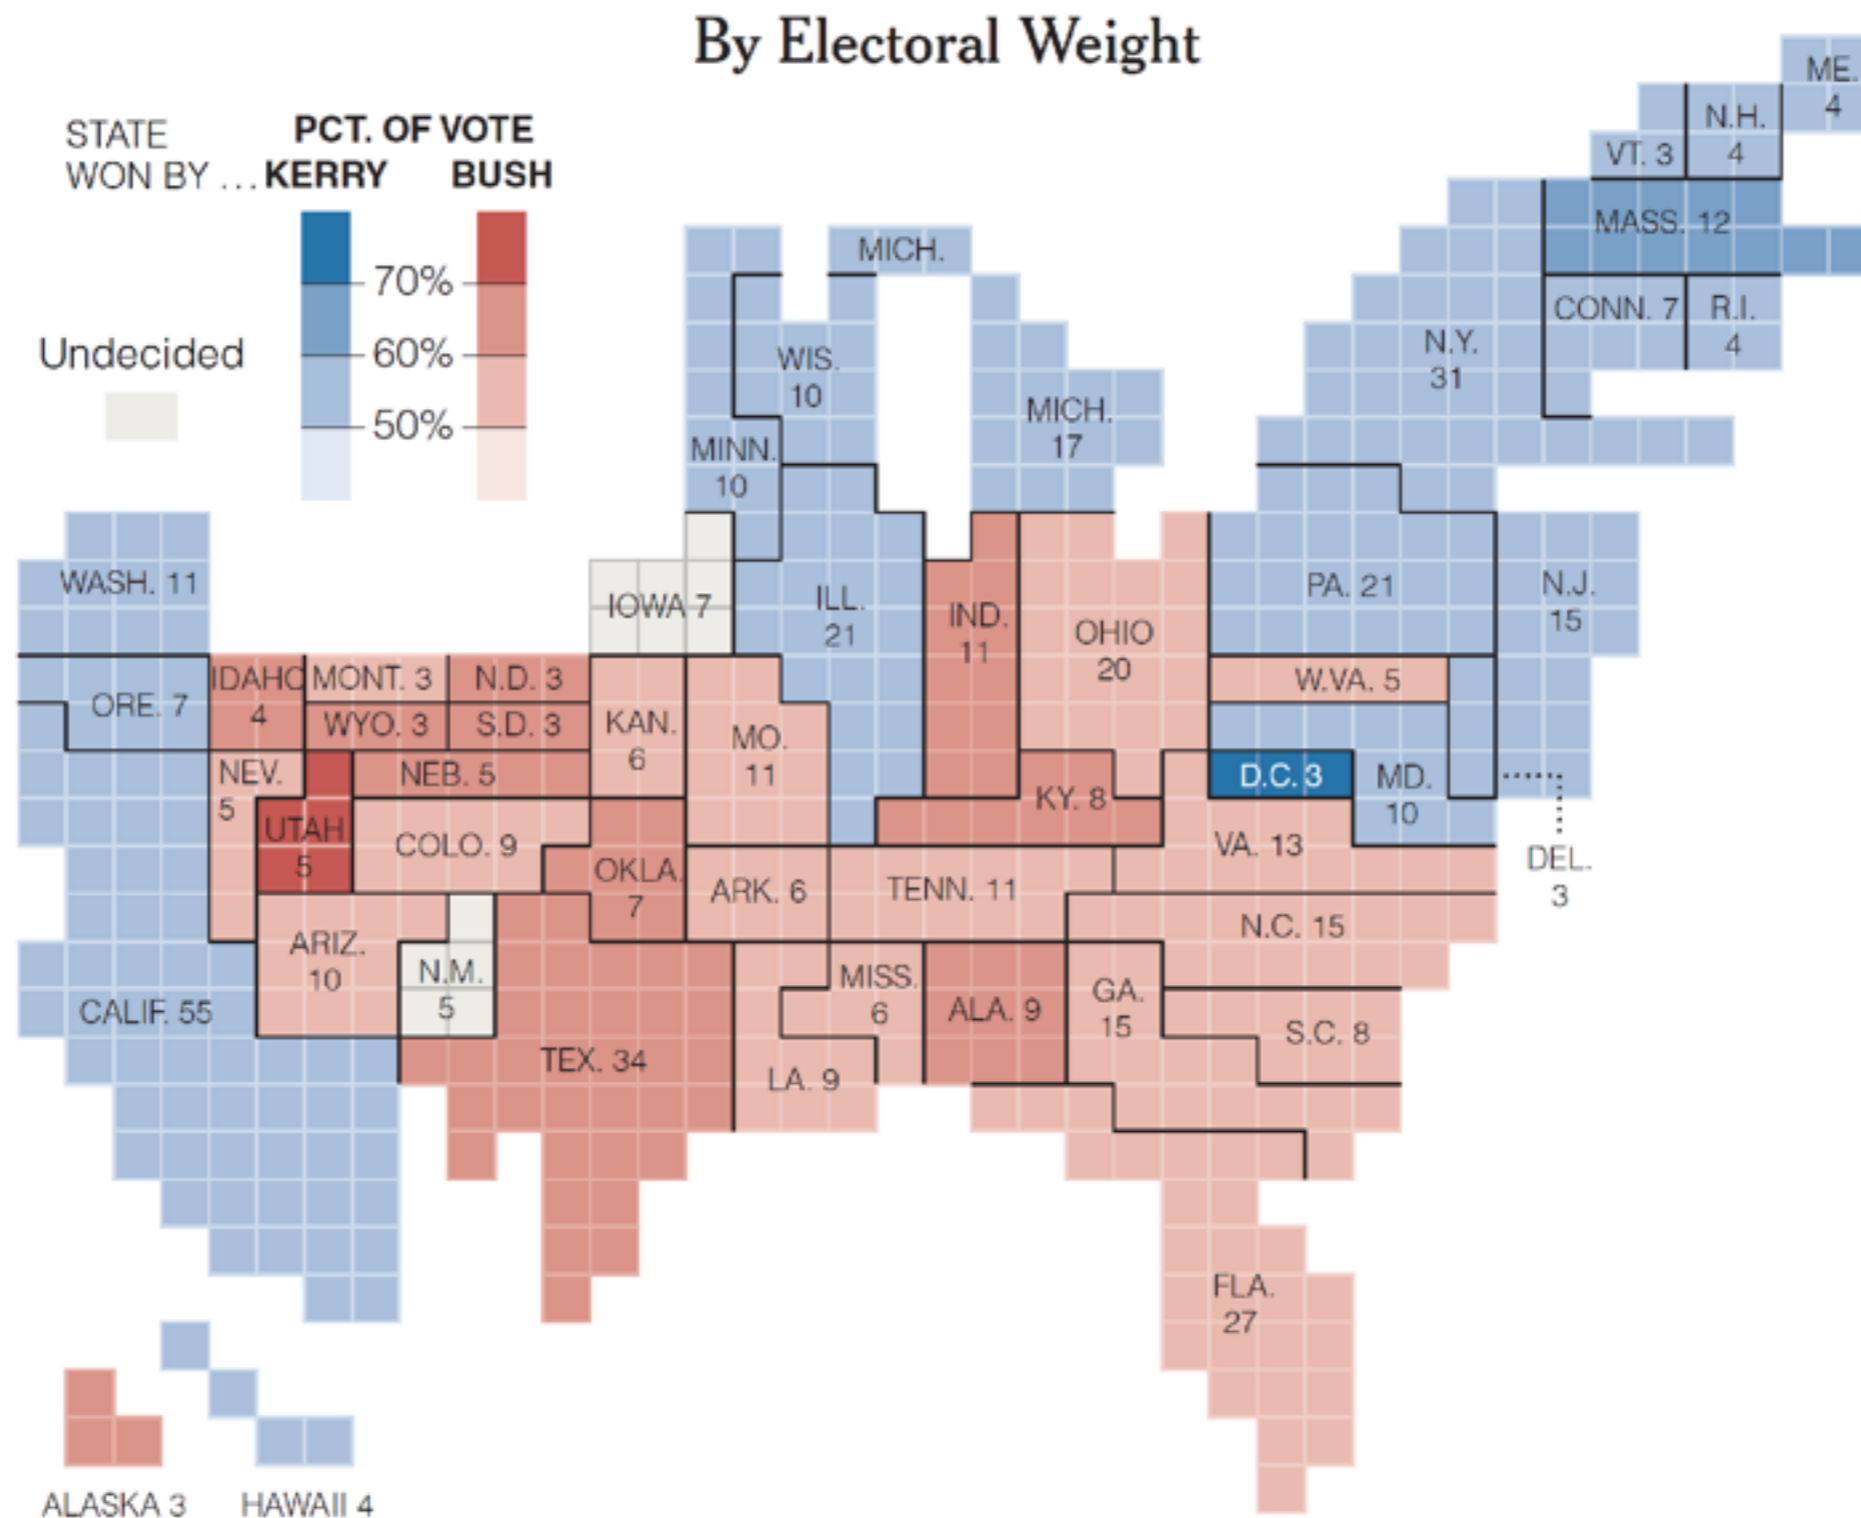 By Electoral Weight
STATE
WON BY ...
PCT. OF VOTE
KERRY BUSH
70%
60%
50%
Undecided
ME.
4
N.H.
4
VT. 3
MASS. 12
CONN. 7
R.I.
4
N.Y.
31
MICH.
WIS.
10
MICH.
17
MINN.
10
WASH. 11
IOWA 7
ILL.
21
IND.
11
OHIO
20
PA. 21
N.J.
15
ORE. 7
IDAHO
4
MONT. 3
N.D. 3
WYO. 3
S.D. 3
KAN.
6
MO.
11
W.VA. 5
NEV.
5
NEB. 5
KY. 8
D.C. 3
MD.
10
UTAH
5
COLO. 9
VA. 13
DEL.
3
OKLA.
7
ARK. 6
TENN. 11
N.C. 15
ARIZ.
10
N.M.
5
MISS.
6
ALA. 9
GA.
15
S.C. 8
CALIF. 55
TEX. 34
LA. 9
FLA.
27
ALASKA 3
HAWAII 4